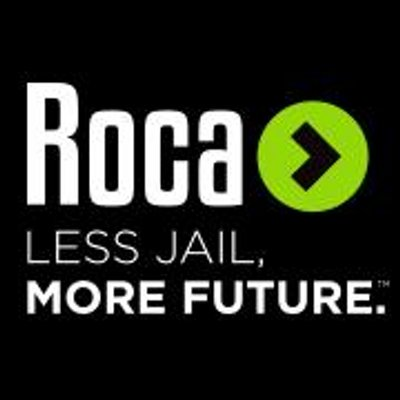 Roca
LESS JAIL,
MORE FUTURE.™